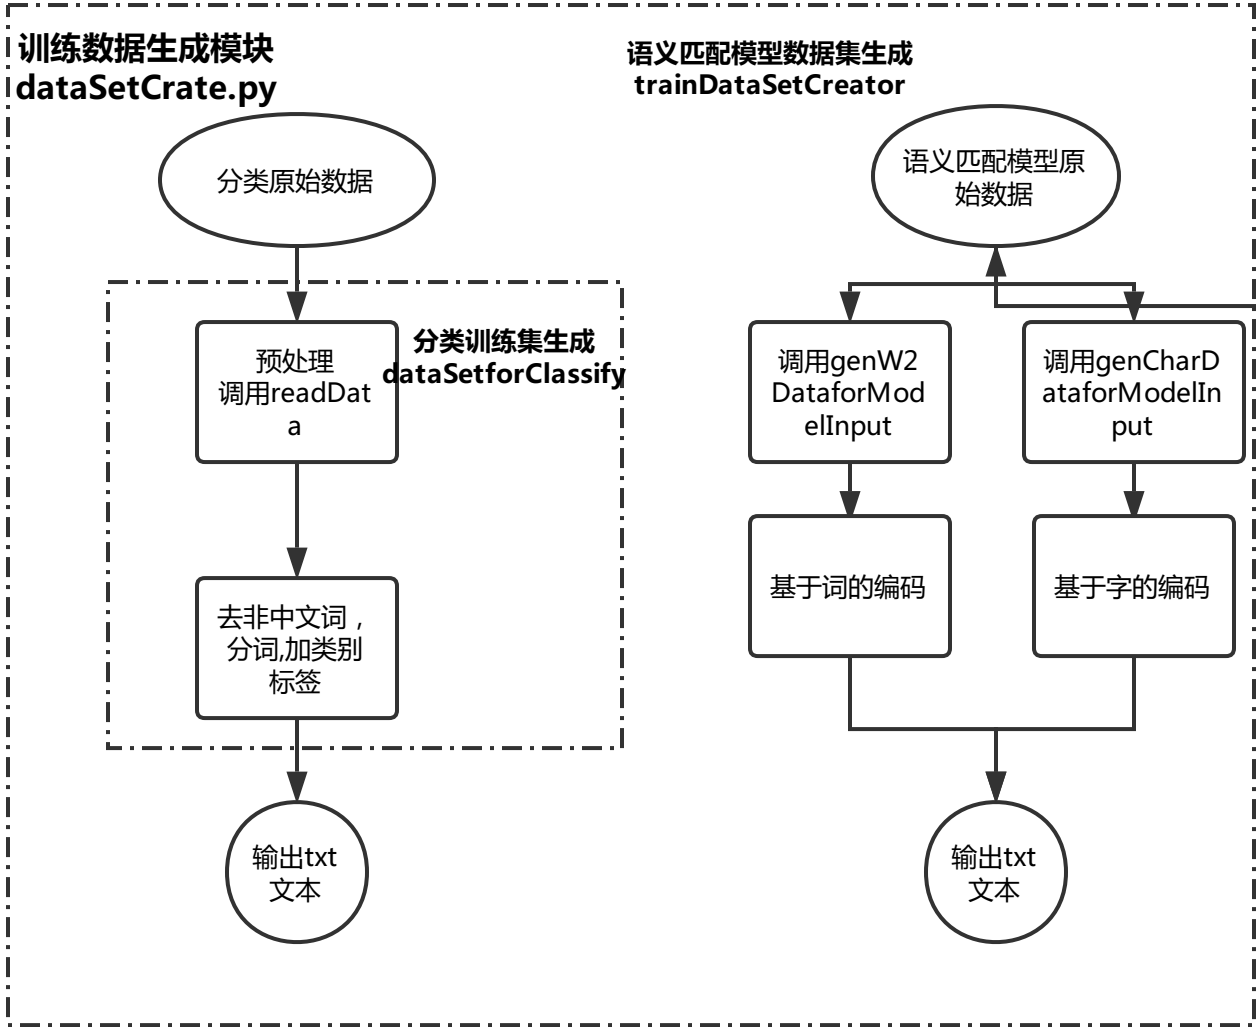 训练数据生成模块
dataSetCrate.py
分类原始数据
分类训练集生成
dataSetforClassify
预处理
调用readDat
a
去非中文词，
分词,加类别
标签
输出txt
文本
语义匹配模型数据集生成
trainDataSetCreator
语义匹配模型原
始数据
调用genW2
DataforMod
elInput
调用genCharD
ataforModelIn
put
基于词的编码
基于字的编码
输出txt
文本